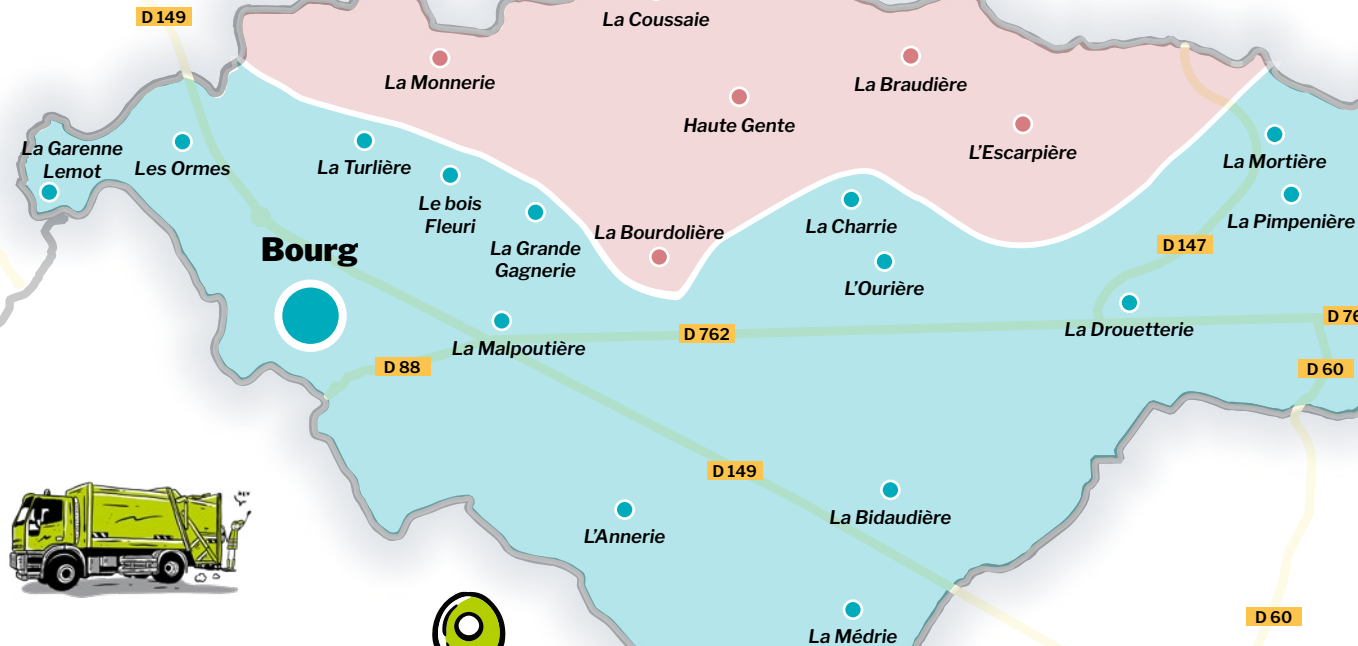 D 149
La Coussaie
La Monnerie
La Braudière
Haute Gente
L'Escarpière
La Garenne
Lemot
Les Ormes
La Turlière
La Mortière
Le bois
Fleuri
La Bourdolière
La Charrie
La Pimpenière
Bourg
La Grande
Gagnerie
D 147
L'Ourière
D 76
La Drouetterie
D 762
La Malpoutière
D 88
D 60
D 149
La Bidaudière
L'Annerie
D 60
La Médrie